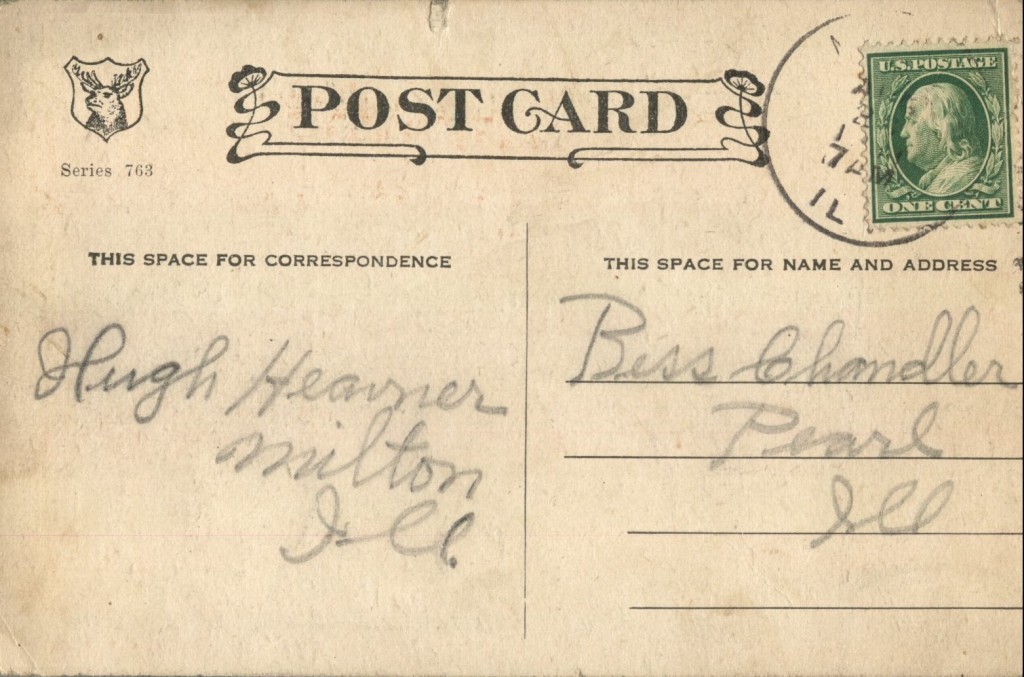 POST CARD
Series 763
U.S. POSTAGE
ONE CENT
7 AM
IL
THIS SPACE FOR CORRESPONDENCE
Hugh Heavner
Milton
Ill.
THIS SPACE FOR NAME AND ADDRESS
Bess Chandler
Pearl
Ill